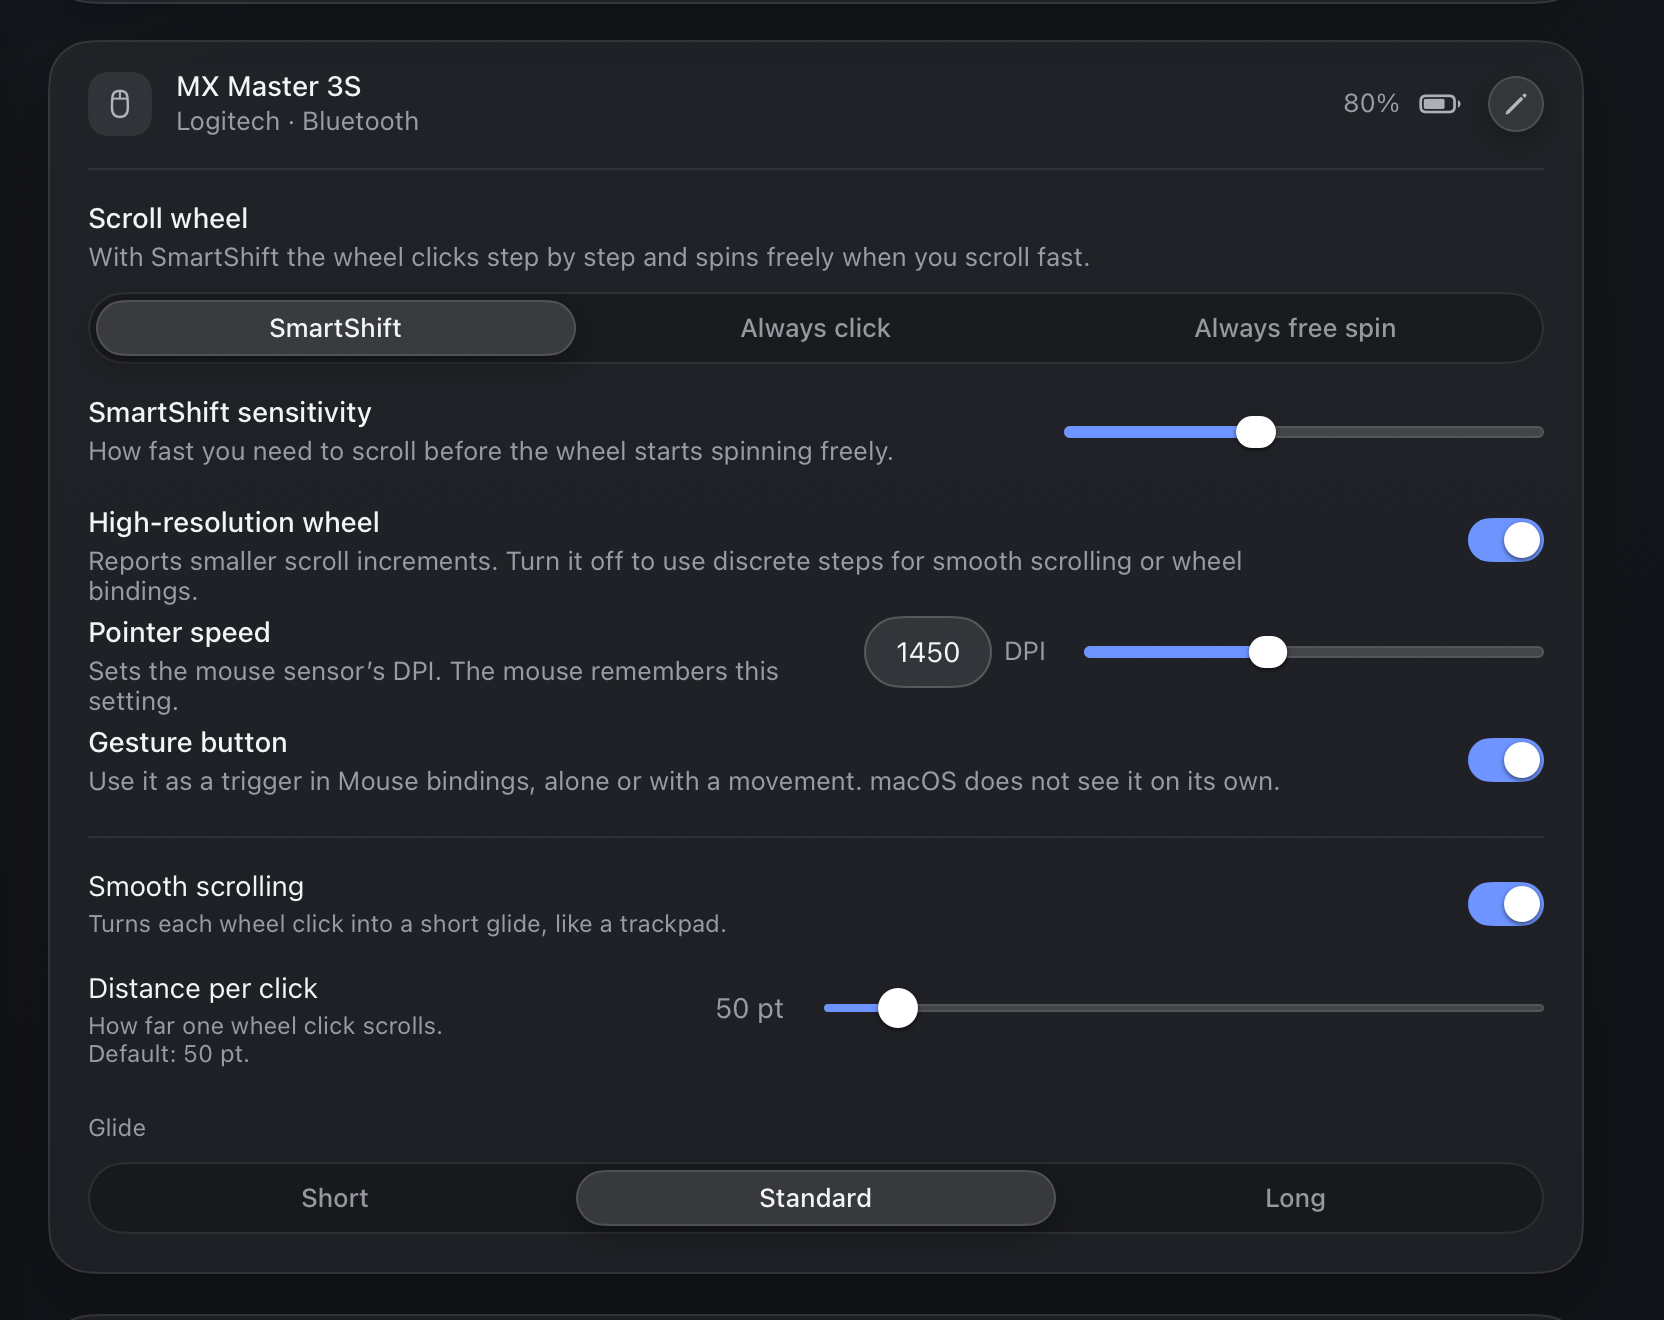 MX Master 3S
Logitech · Bluetooth
80%
Scroll wheel
With SmartShift the wheel clicks step by step and spins freely when you scroll fast.
SmartShift
Always click
Always free spin
SmartShift sensitivity
How fast you need to scroll before the wheel starts spinning freely.
High-resolution wheel
Reports smaller scroll increments. Turn it off to use discrete steps for smooth scrolling or wheel
bindings.
Pointer speed
Sets the mouse sensor’s DPI. The mouse remembers this
setting.
1450 DPI
Gesture button
Use it as a trigger in Mouse bindings, alone or with a movement. macOS does not see it on its own.
Smooth scrolling
Turns each wheel click into a short glide, like a trackpad.
Distance per click
How far one wheel click scrolls.
Default: 50 pt.
50 pt
Glide
Short
Standard
Long